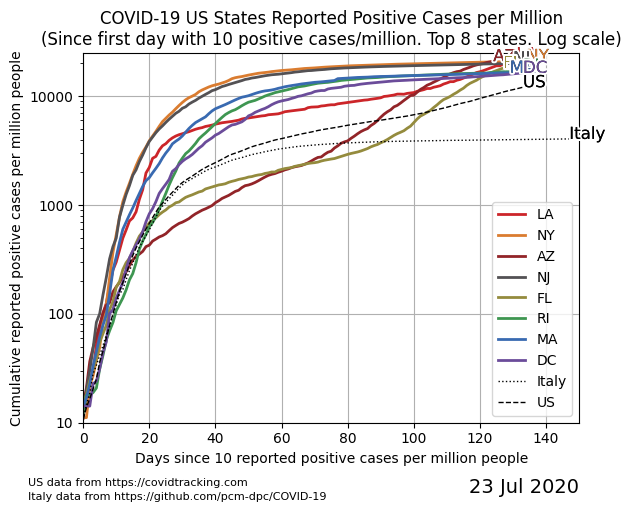 COVID-19 US States Reported Positive Cases per Million
(Since first day with 10 positive cases/million. Top 8 states. Log scale)
Cumulative reported positive cases per million people
10000
1000
100
10
AZ
NY
MA
DC
US
Italy
LA
NY
AZ
NJ
FL
RI
MA
DC
Italy
US
0 20 40 60 80 100 120 140
Days since 10 reported positive cases per million people
US data from https://covidtracking.com
Italy data from https://github.com/pcm-dpc/COVID-19
23 Jul 2020